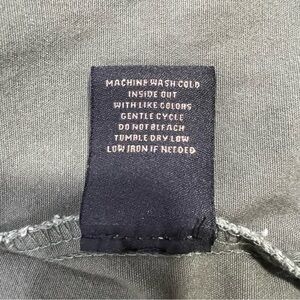 MACHINE WASH COLD
INSIDE OUT
WITH LIKE COLORS
GENTLE CYCLE
DO NOT BLEACH
TUMBLE DRY LOW
LOW IRON IF NEEDED